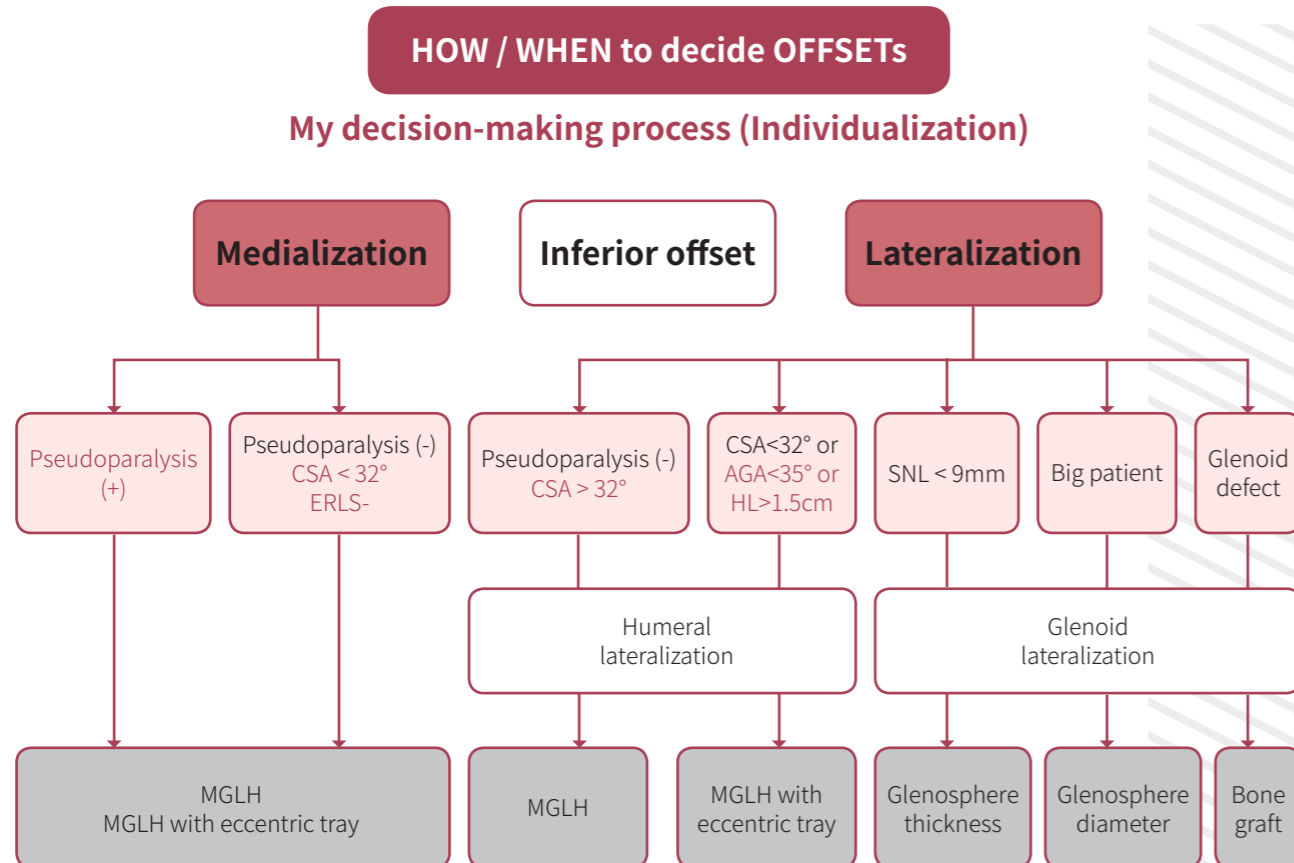 HOW / WHEN to decide OFFSETs
My decision-making process (Individualization)
Medialization
Inferior offset
Lateralization
Pseudoparalysis
(+)
Pseudoparalysis (-)
CSA < 32°
ERLS-
Pseudoparalysis (-)
CSA > 32°
CSA<32° or
AGA<35° or
HL>1.5cm
SNL < 9mm
Big patient
Glenoid
defect
Humeral
lateralization
Glenoid
lateralization
MGLH
MGLH with eccentric tray
MGLH
MGLH with
eccentric tray
Glenosphere
thickness
Glenosphere
diameter
Bone
graft